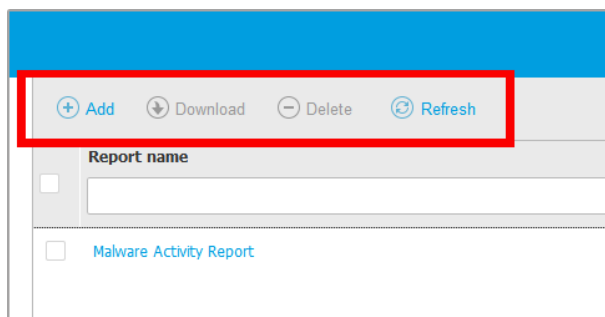 Add Download Delete Refresh
Report name
Malware Activity Report